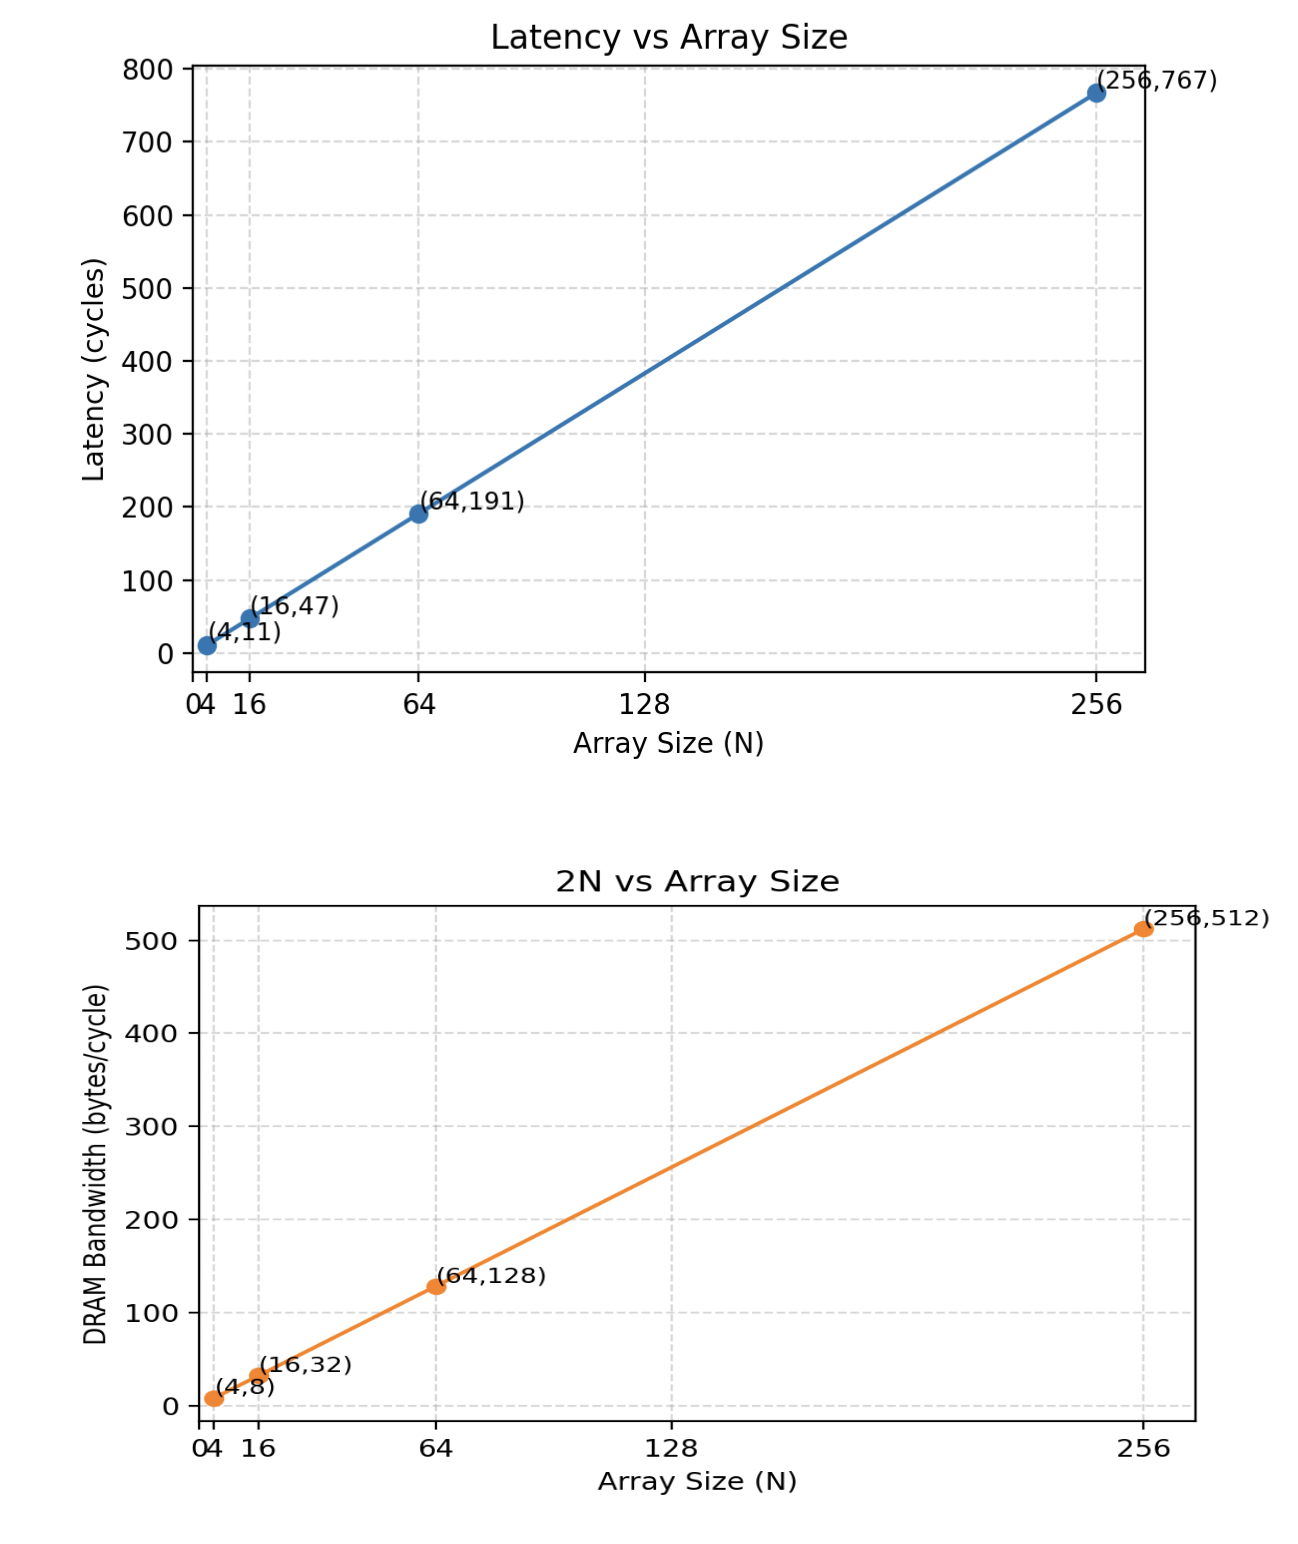 Latency vs Array Size
800
(256,767)
700
600
500
400
300
200
(64,191)
100
(16,47)
(4,11)
0
0 4 16 64 128 256
Array Size (N)
Latency (cycles)
2N vs Array Size
(256,512)
500
400
300
200
(64,128)
100
(16,32)
(4,8)
0
0 4 16 64 128 256
Array Size (N)
DRAM Bandwidth (bytes/cycle)